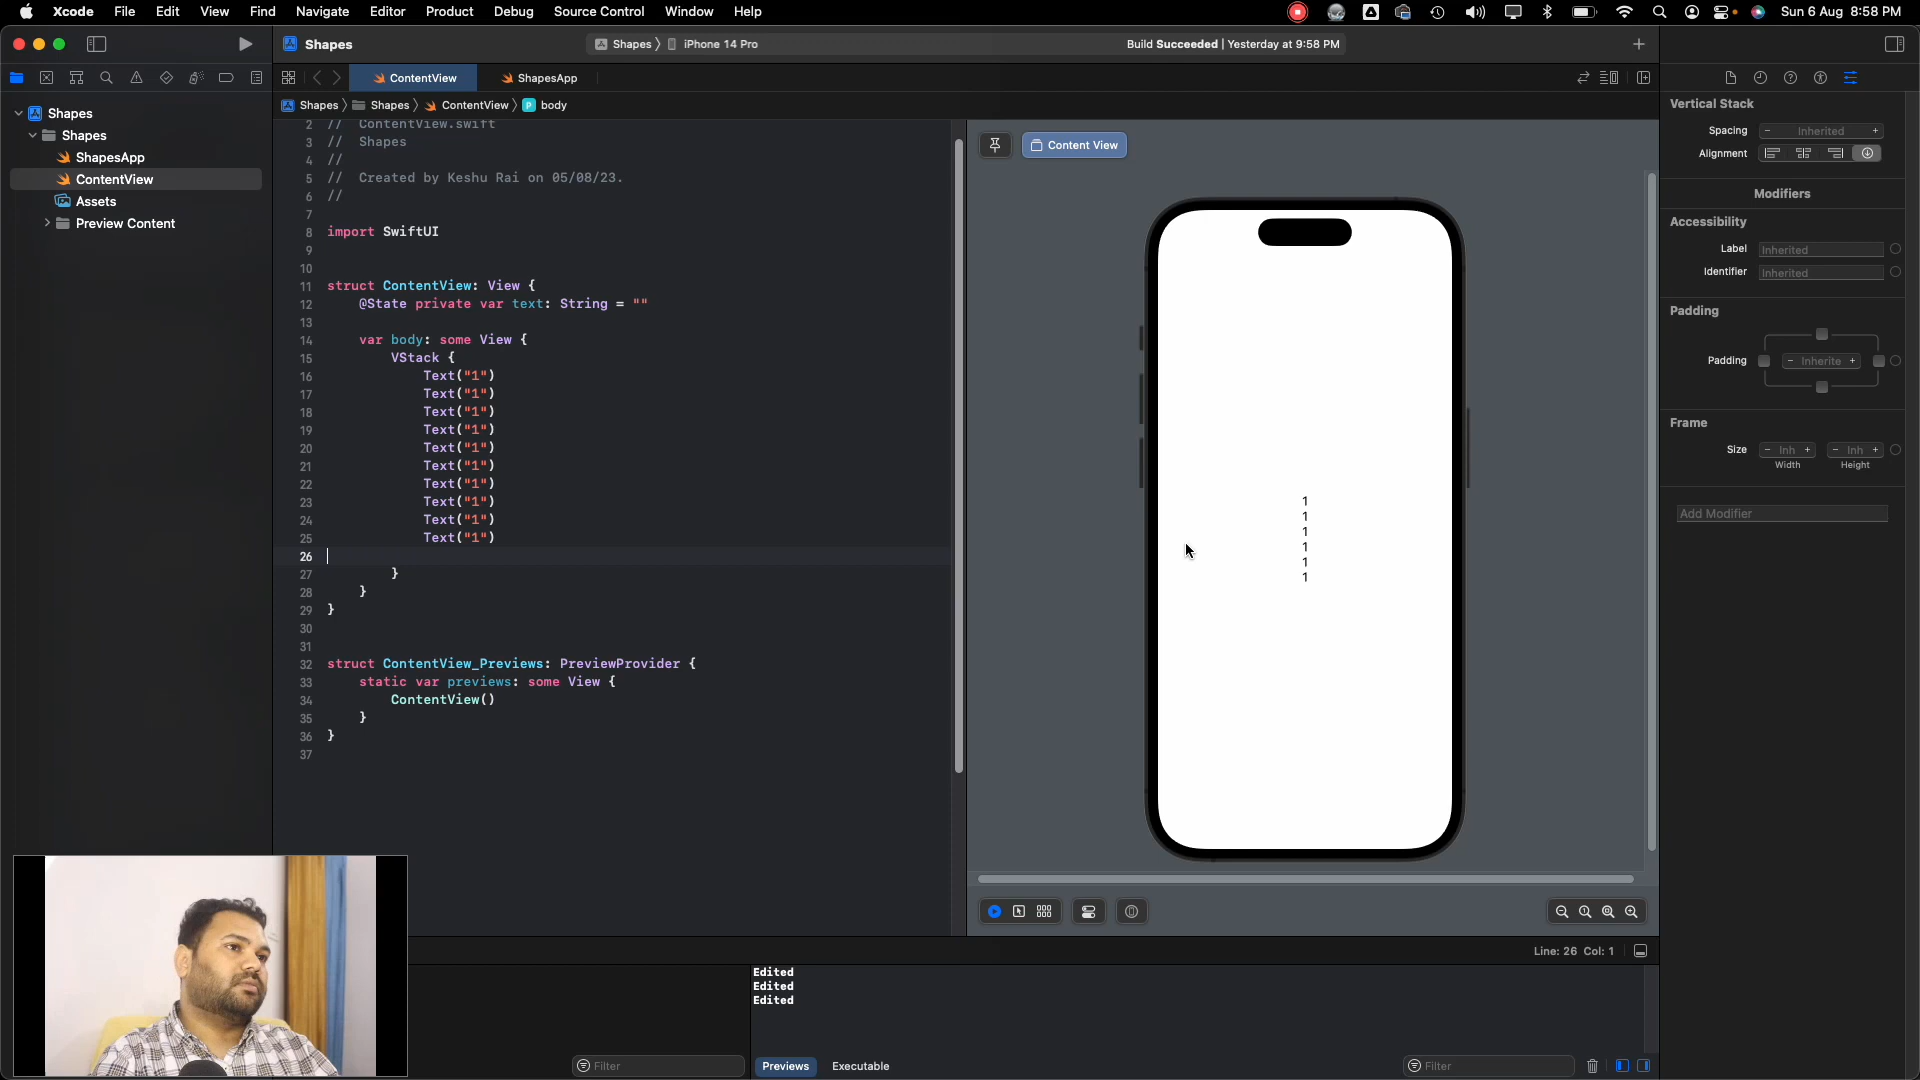 Xcode File Edit View Find Navigate Editor Product Debug Source Control Window Help Sun 6 Aug 8:58 PM
Shapes Shapes iPhone 14 Pro Build Succeeded | Yesterday at 9:58 PM
ContentView ShapesApp
Shapes Shapes ContentView body
Shapes
Shapes
ShapesApp
ContentView
Assets
Preview Content
2 // ContentView.swift
3 // Shapes
4 //
5 // Created by Keshu Rai on 05/08/23.
6 //
7
8 import SwiftUI
9
10
11 struct ContentView: View {
12 @State private var text: String = ""
13
14 var body: some View {
15 VStack {
16 Text("1")
17 Text("1")
18 Text("1")
19 Text("1")
20 Text("1")
21 Text("1")
22 Text("1")
23 Text("1")
24 Text("1")
25 Text("1")
26
27 }
28 }
29 }
30
31
32 struct ContentView_Previews: PreviewProvider {
33 static var previews: some View {
34 ContentView()
35 }
36 }
37
Content View
1
1
1
1
1
1
Vertical Stack
Spacing - Inherited +
Alignment
Modifiers
Accessibility
Label Inherited
Identifier Inherited
Padding
Padding - Inherite +
Frame
Size - Inh + - Inh +
Width Height
Add Modifier
Line: 26 Col: 1
Edited
Edited
Edited
Filter Previews Executable Filter